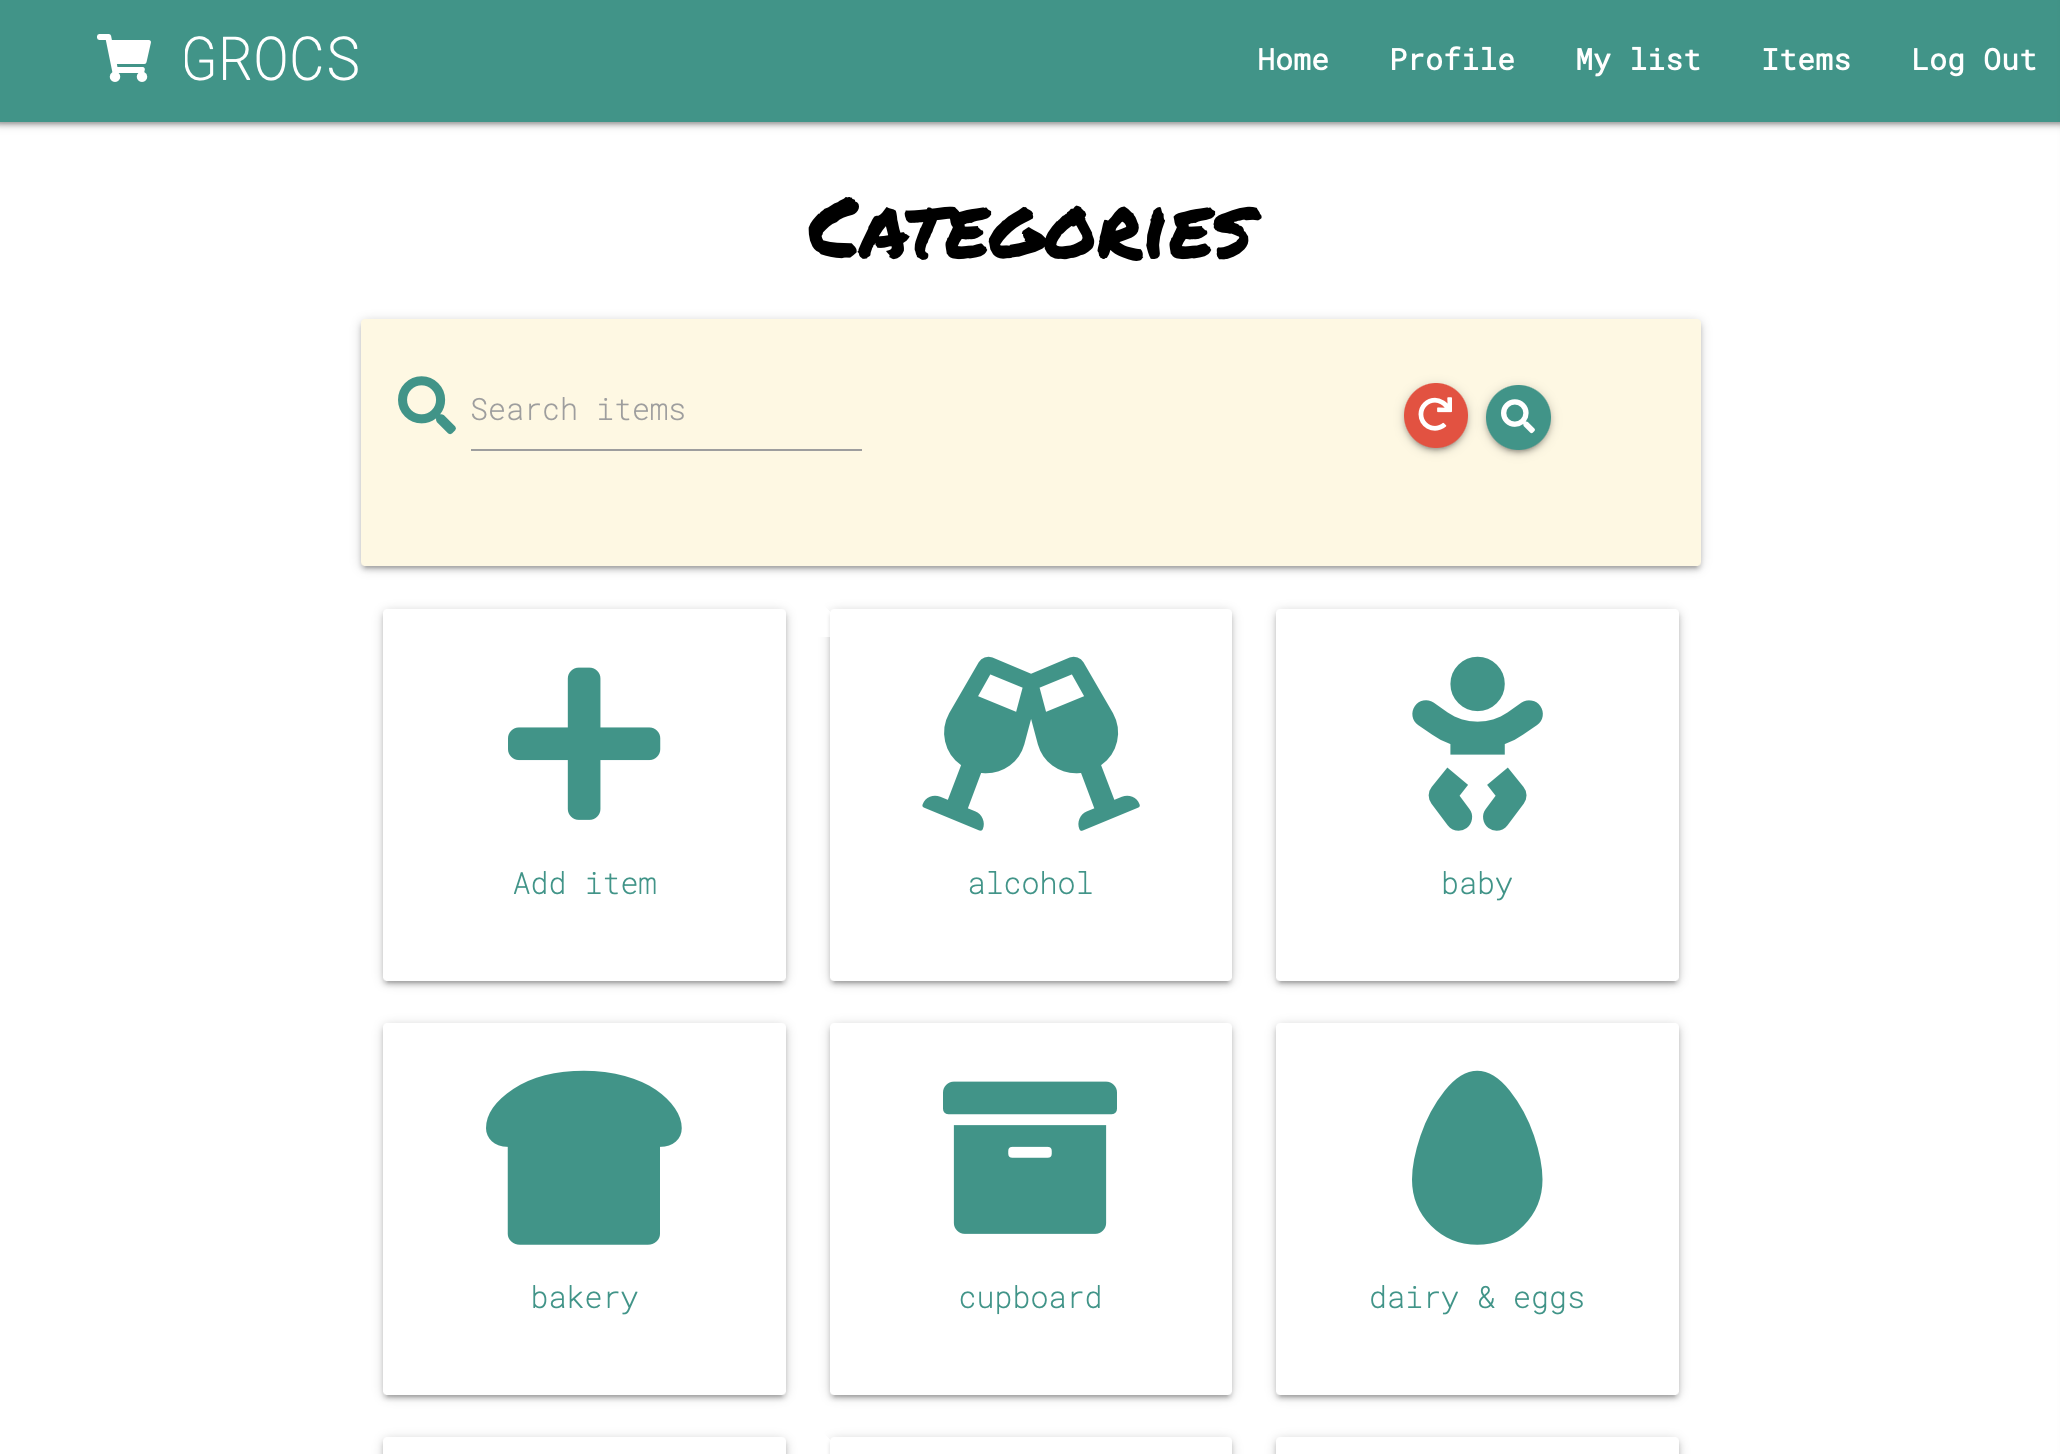 GROCS
Home Profile My list Items Log Out
Categories
Search items
Add item
alcohol
baby
bakery
cupboard
dairy & eggs